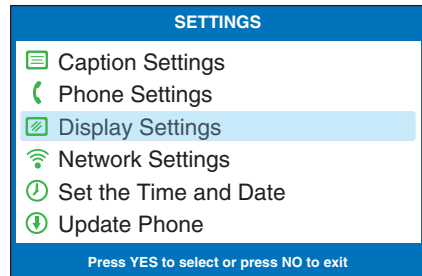 SETTINGS
Caption Settings
Phone Settings
Display Settings
Network Settings
Set the Time and Date
Update Phone
Press YES to select or press NO to exit